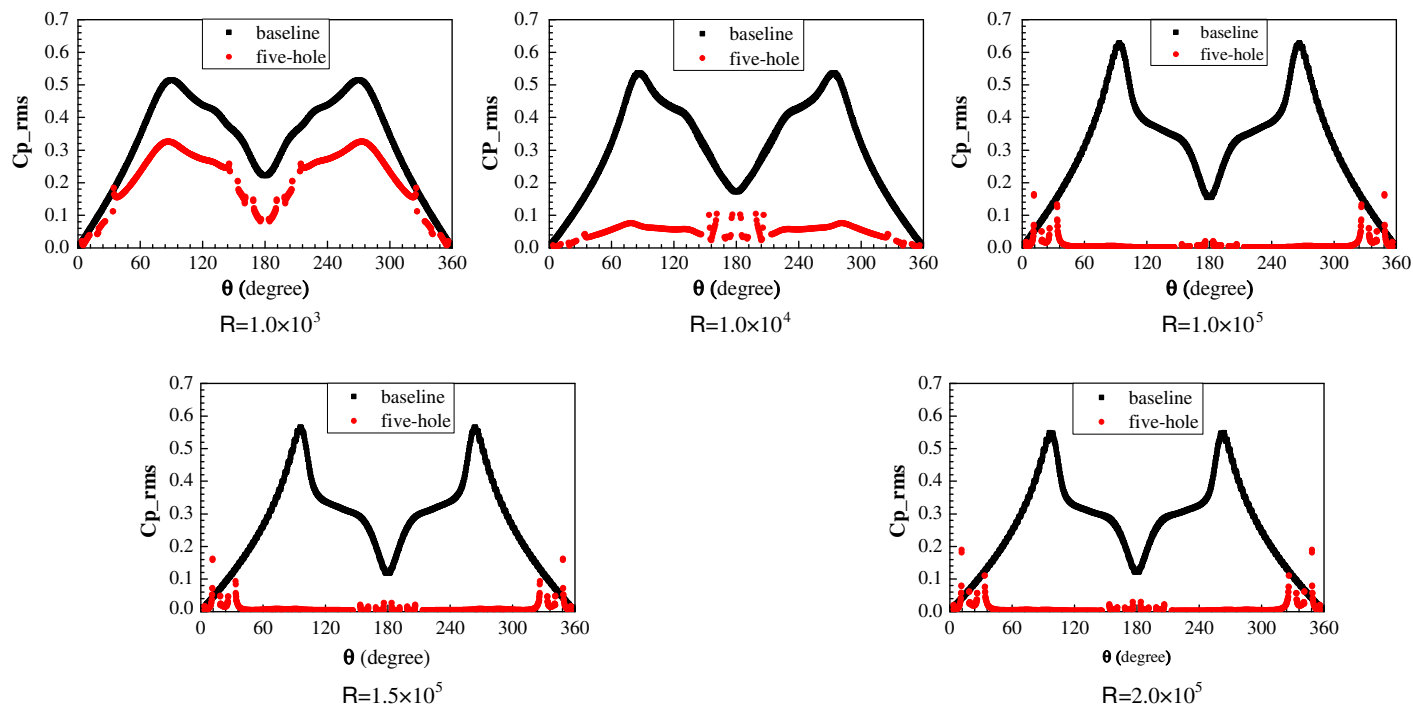 0.7
0.6
0.5
0.4
0.3
0.2
0.1
0.0
Cp_rms
baseline
five-hole
0 60 120 180 240 300 360
θ (degree)
R=1.0×10³
0.7
0.6
0.5
0.4
0.3
0.2
0.1
0.0
CP_rms
baseline
five-hole
0 60 120 180 240 300 360
θ (degree)
R=1.0×10⁴
0.7
0.6
0.5
0.4
0.3
0.2
0.1
0.0
Cp_rms
baseline
five-hole
0 60 120 180 240 300 360
θ (degree)
R=1.0×10⁵
0.7
0.6
0.5
0.4
0.3
0.2
0.1
0.0
Cp_rms
baseline
five-hole
0 60 120 180 240 300 360
θ (degree)
R=1.5×10⁵
0.7
0.6
0.5
0.4
0.3
0.2
0.1
0.0
Cp_rms
baseline
five-hole
0 60 120 180 240 300 360
θ (degree)
R=2.0×10⁵